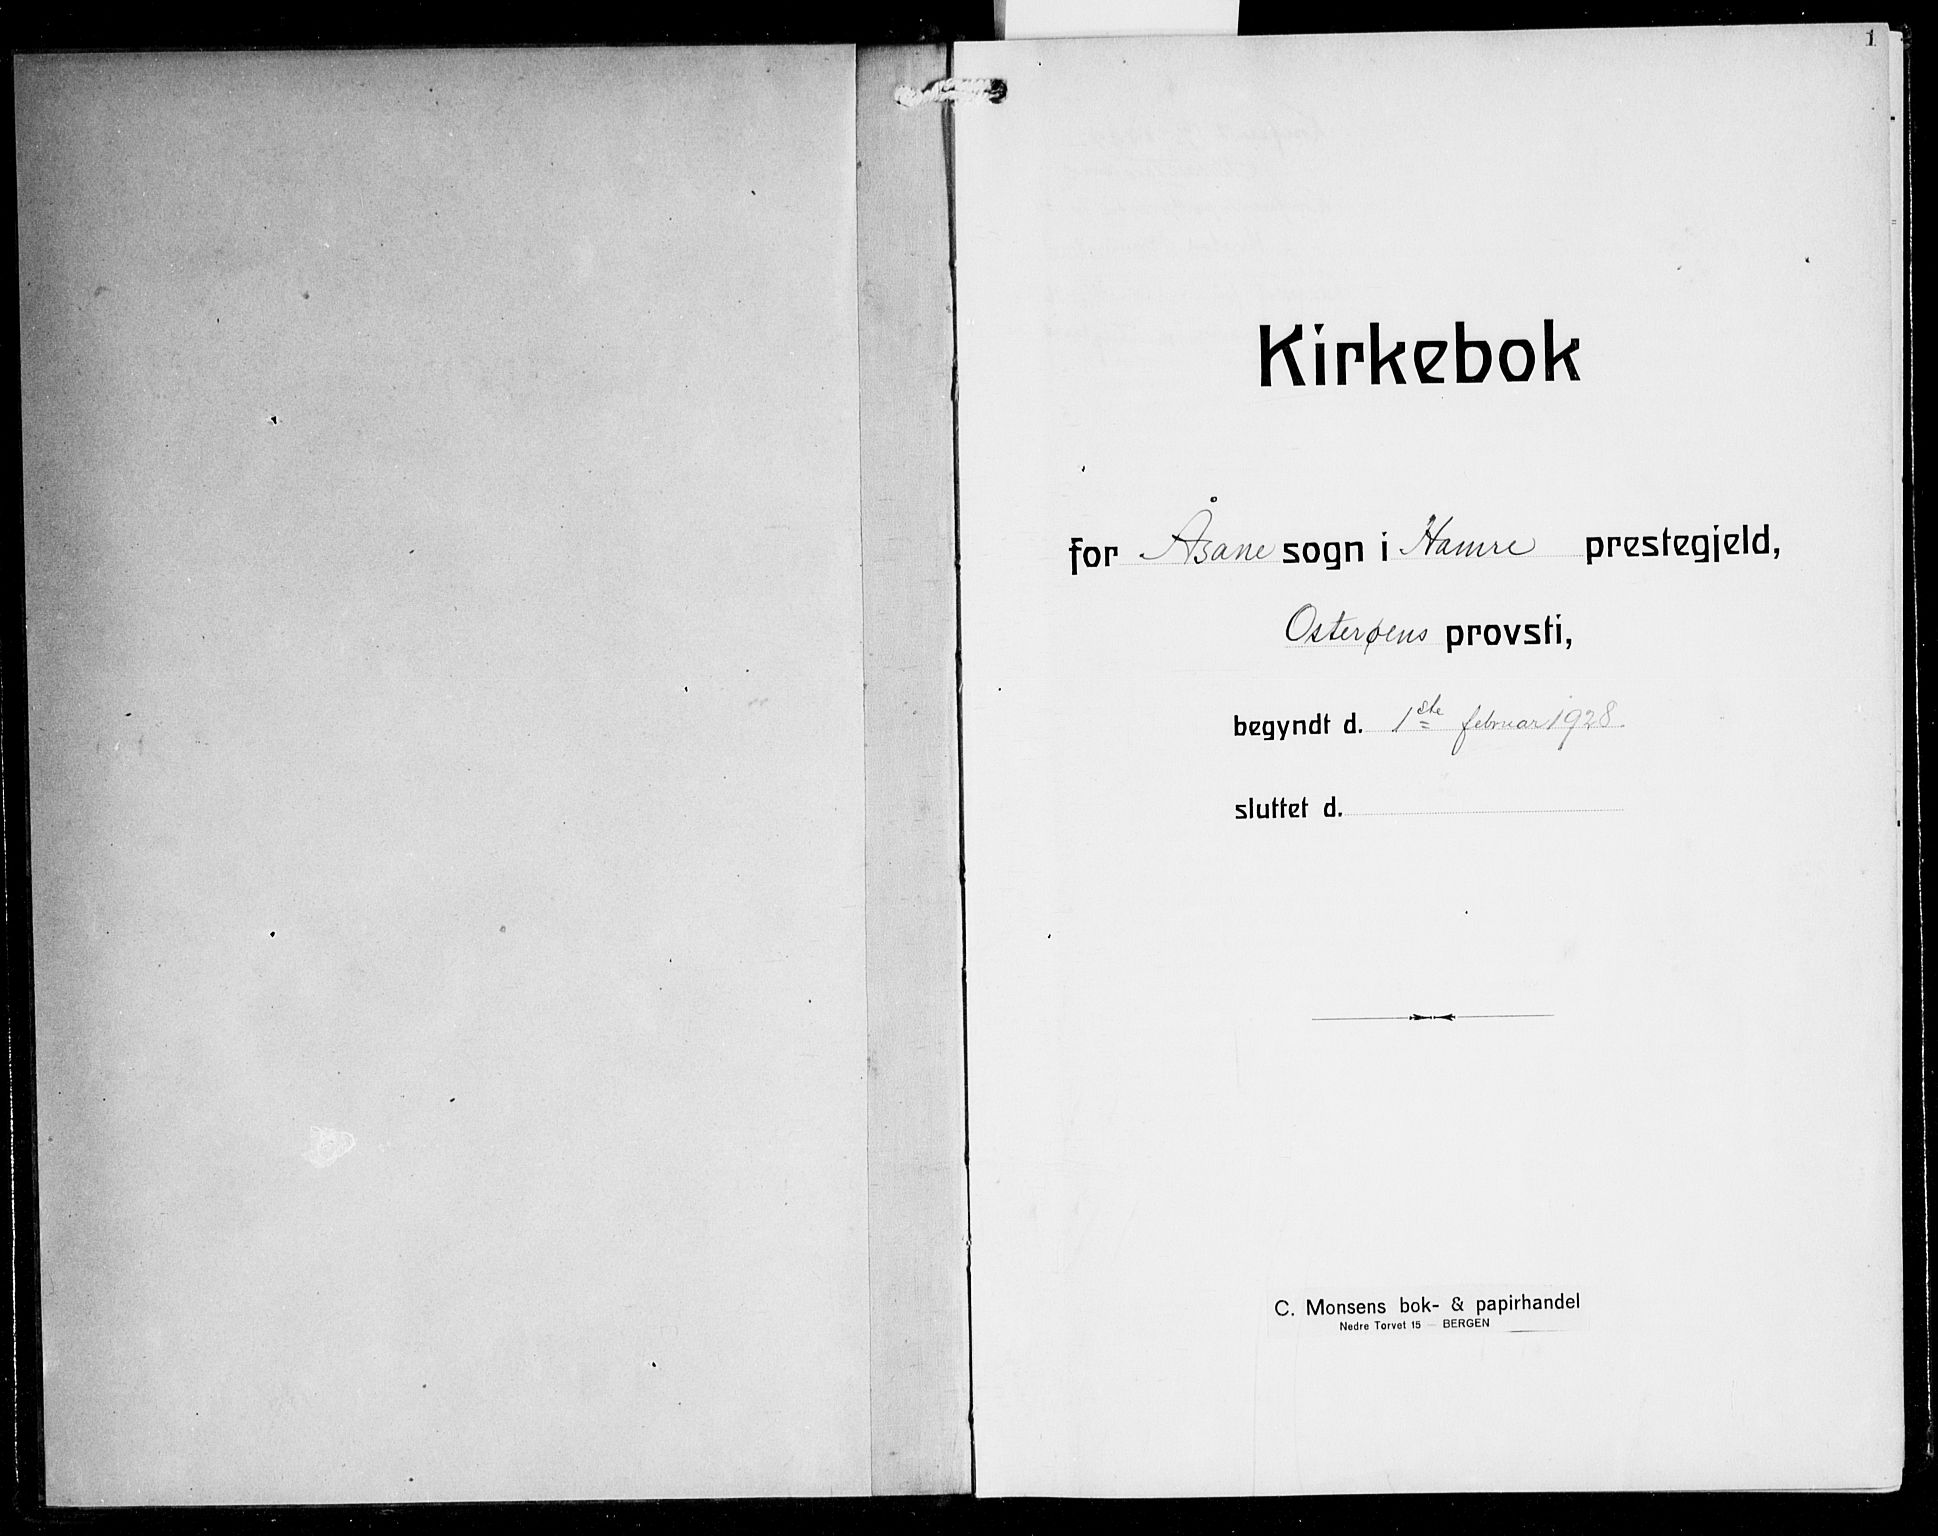 1
Kirkebok
for Åsane sogn i Hamre prestegjeld,
Osterøens provsti,
begyndt d. 1ste februar 1928.
sluttet d.
C. Monsens bok- & papirhandel
Nedre Torvet 15 — BERGEN